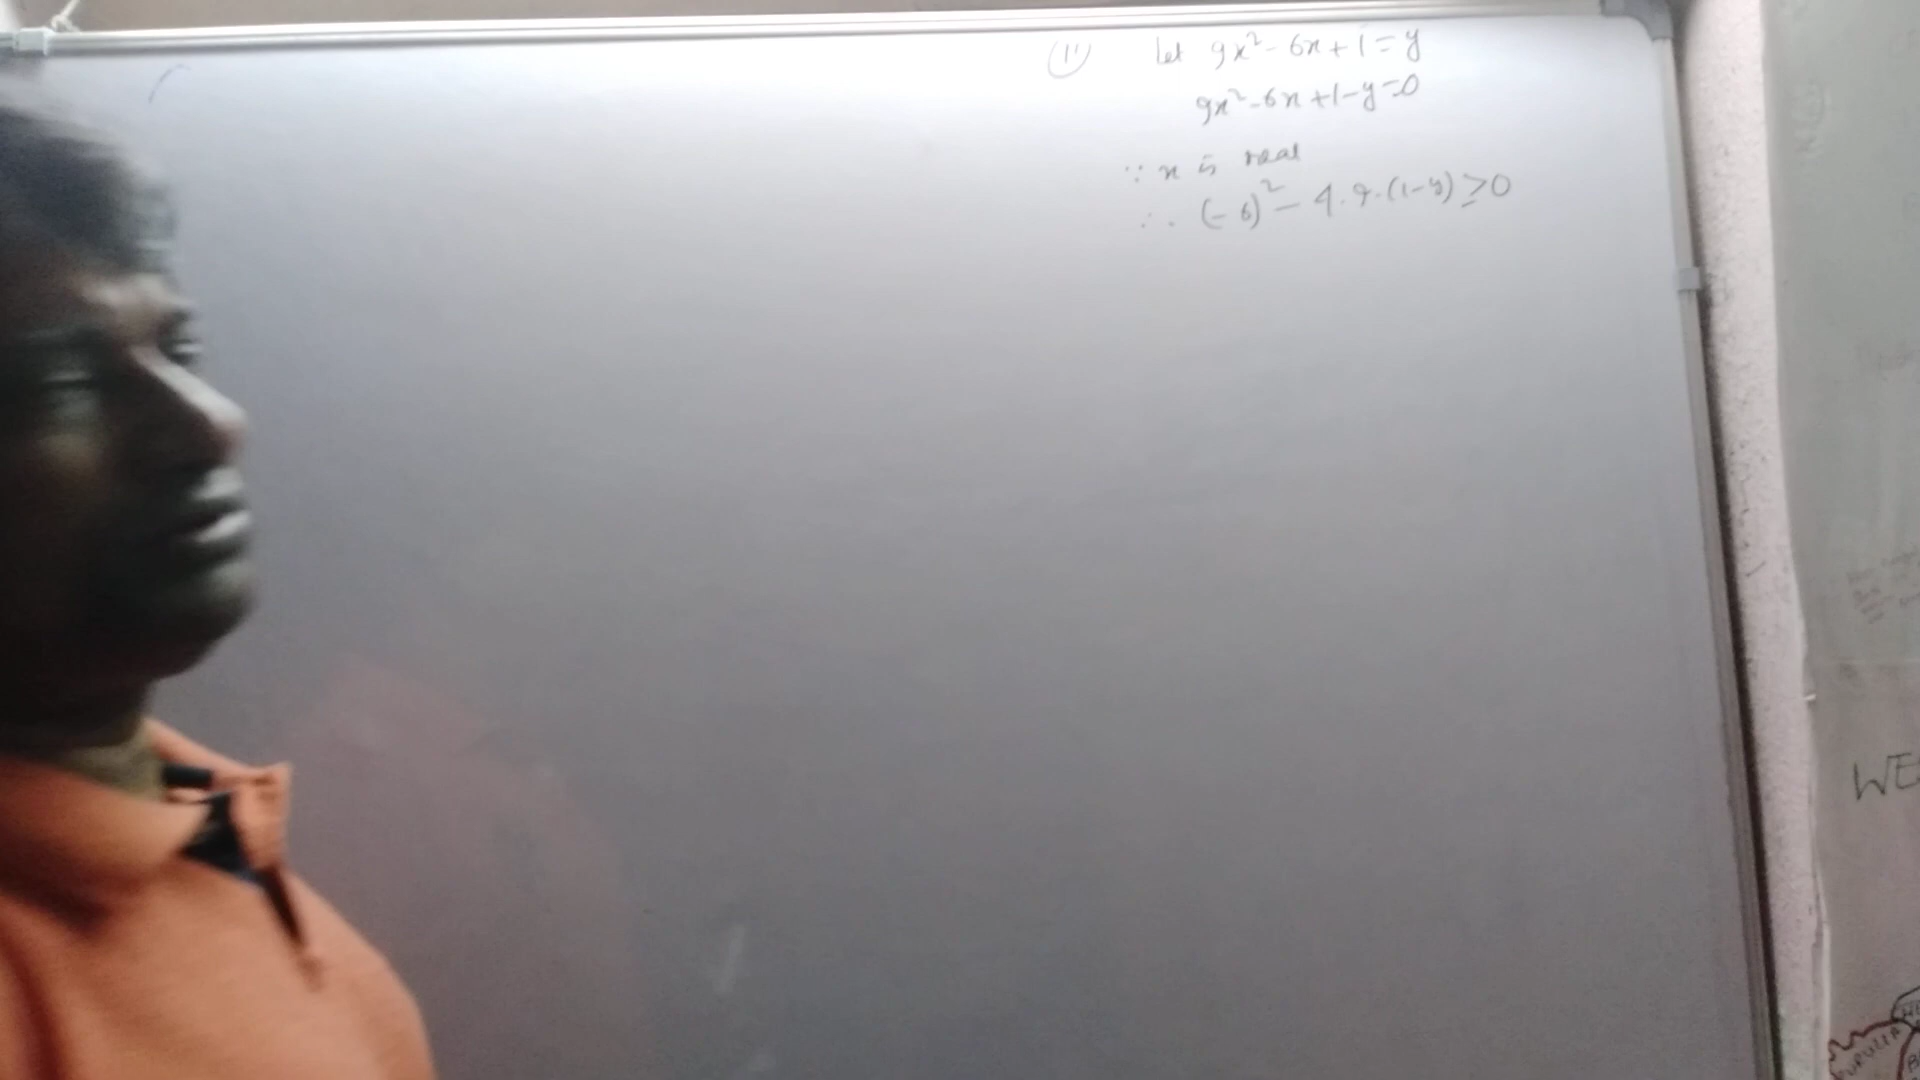 (11) Let 9x² - 6x + 1 = y
9x² - 6x + 1 - y = 0
∵ x is real
∴ (-6)² - 4.9.(1-y) ≥ 0
WE